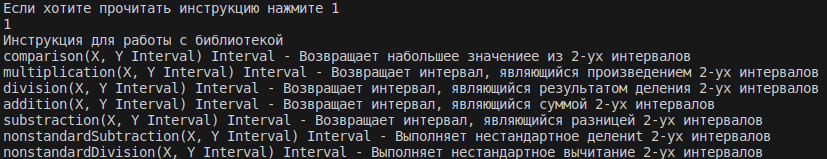 Если хотите прочитать инструкцию нажмите 1
1
Инструкция для работы с библиотекой
comparison(X, Y Interval) Interval - Возвращает набольшее значениее из 2-ух интервалов
multiplication(X, Y Interval) Interval - Возвращает интервал, являющийся произведением 2-ух интервалов
division(X, Y Interval) Interval - Возвращает интервал, являющийся результатом деления 2-ух интервалов
addition(X, Y Interval) Interval - Возвращает интервал, являющийся суммой 2-ух интервалов
substraction(X, Y Interval) Interval - Возвращает интервал, являющийся разницей 2-ух интервалов
nonstandardSubtraction(X, Y Interval) Interval - Выполняет нестандартное делениt 2-ух интервалов
nonstandardDivision(X, Y Interval) Interval - Выполняет нестандартное вычитание 2-ух интервалов